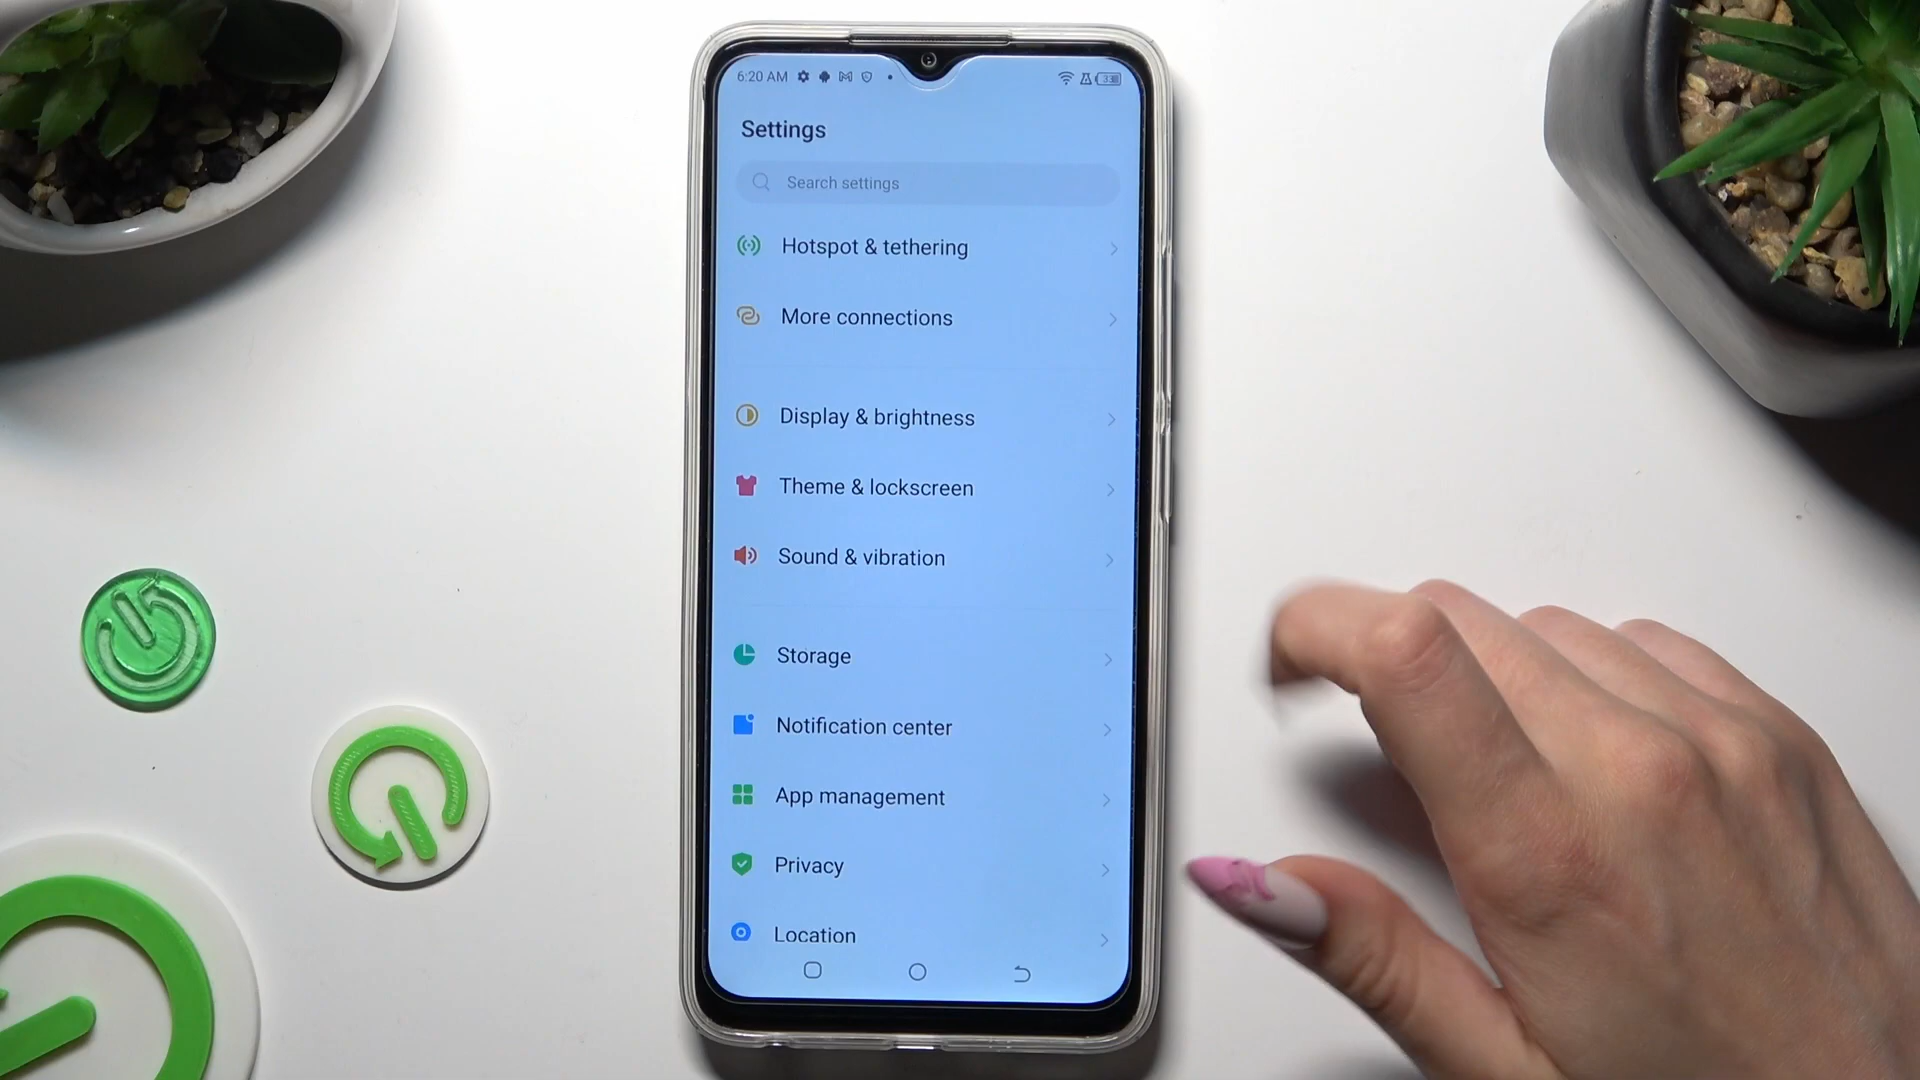 6:20 AM
Settings
Search settings
Hotspot & tethering
More connections
Display & brightness
Theme & lockscreen
Sound & vibration
Storage
Notification center
App management
Privacy
Location